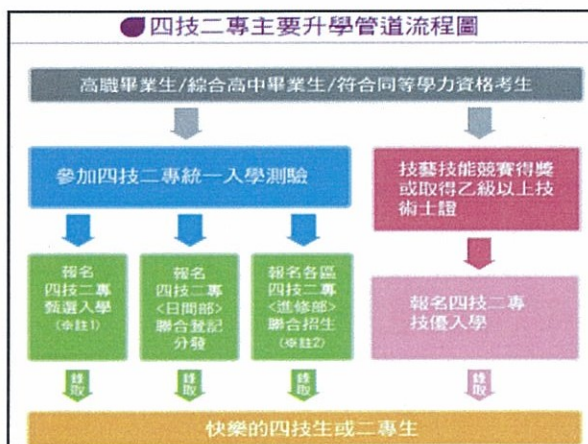 四技二專主要升學管道流程圖
高職畢業生/綜合高中畢業生/符合同等學力資格考生
參加四技二專統一入學測驗
技藝技能競賽得獎
或取得乙級以上技
術士證
報名
四技二專
甄選入學
(※註1)
報名
四技二專
<日間部>
聯合登記
分發
報名各區
四技二專
<進修部>
聯合招生
(※註2)
報名四技二專
技優入學
錄取
錄取
錄取
錄取
快樂的四技生或二專生